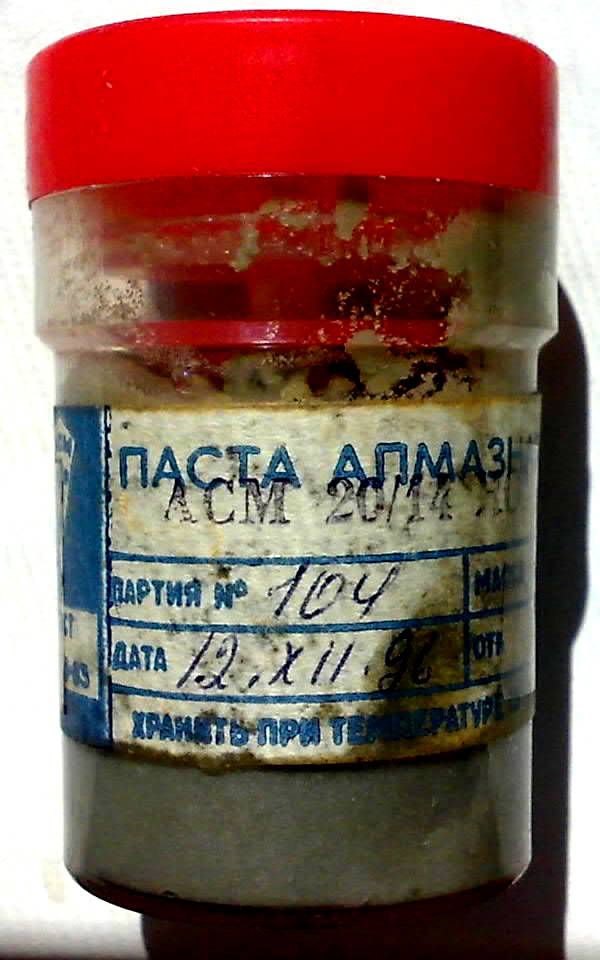 ПАСТА АЛМАЗН
АСМ 20/14
ПАРТИЯ № 104
ДАТА 12.XII.96
ХРАНИТЬ ПРИ ТЕМПЕРАТУРЕ